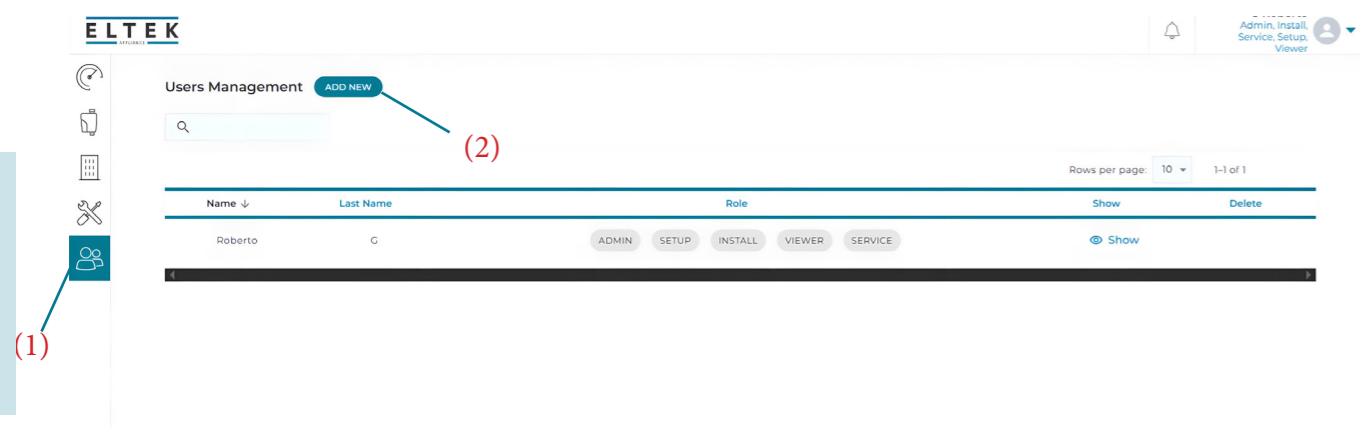 ELTEK
APPLIANCE
Admin, Install,
Service, Setup,
Viewer
Users Management ADD NEW
(2)
Rows per page: 10 1–1 of 1
Name ↓ Last Name Role Show Delete
Roberto G ADMIN SETUP INSTALL VIEWER SERVICE Show
(1)